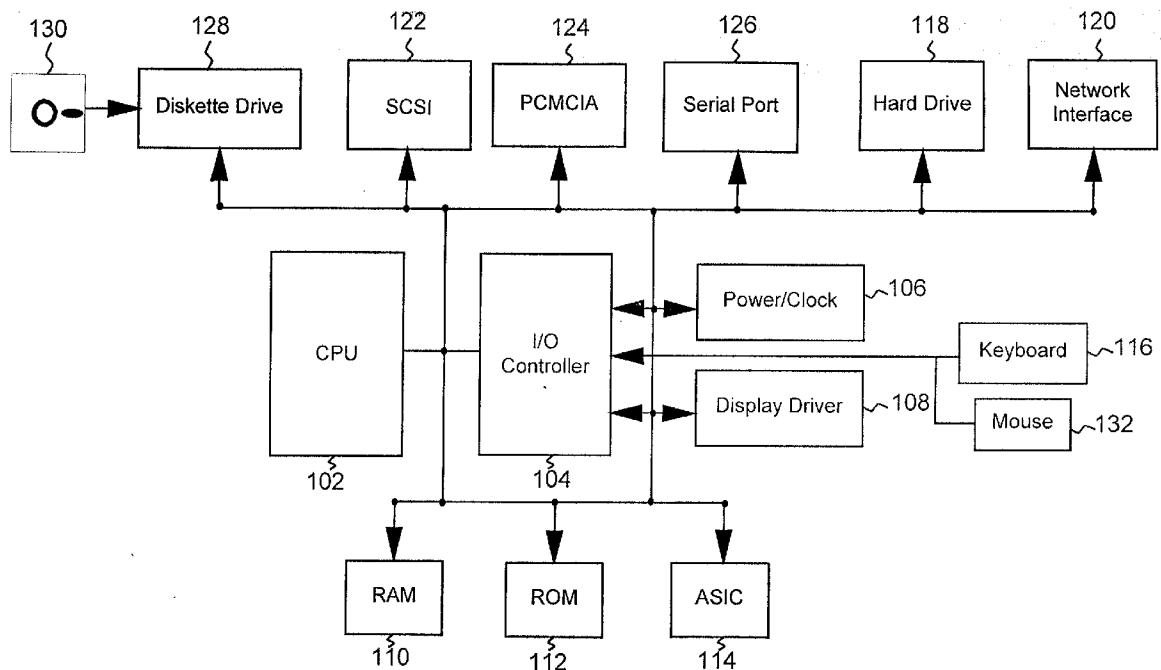 130
128
122
124
126
118
120
Diskette Drive
SCSI
PCMCIA
Serial Port
Hard Drive
Network
Interface
CPU
102
I/O
Controller
104
Power/Clock
106
Keyboard
116
Display Driver
108
Mouse
132
RAM
110
ROM
112
ASIC
114